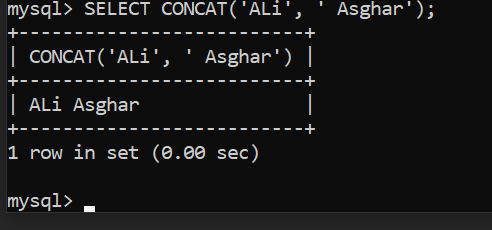 mysql> SELECT CONCAT('ALi', ' Asghar');
+--------------------------+
| CONCAT('ALi', ' Asghar') |
+--------------------------+
| ALi Asghar               |
+--------------------------+
1 row in set (0.00 sec)
mysql>